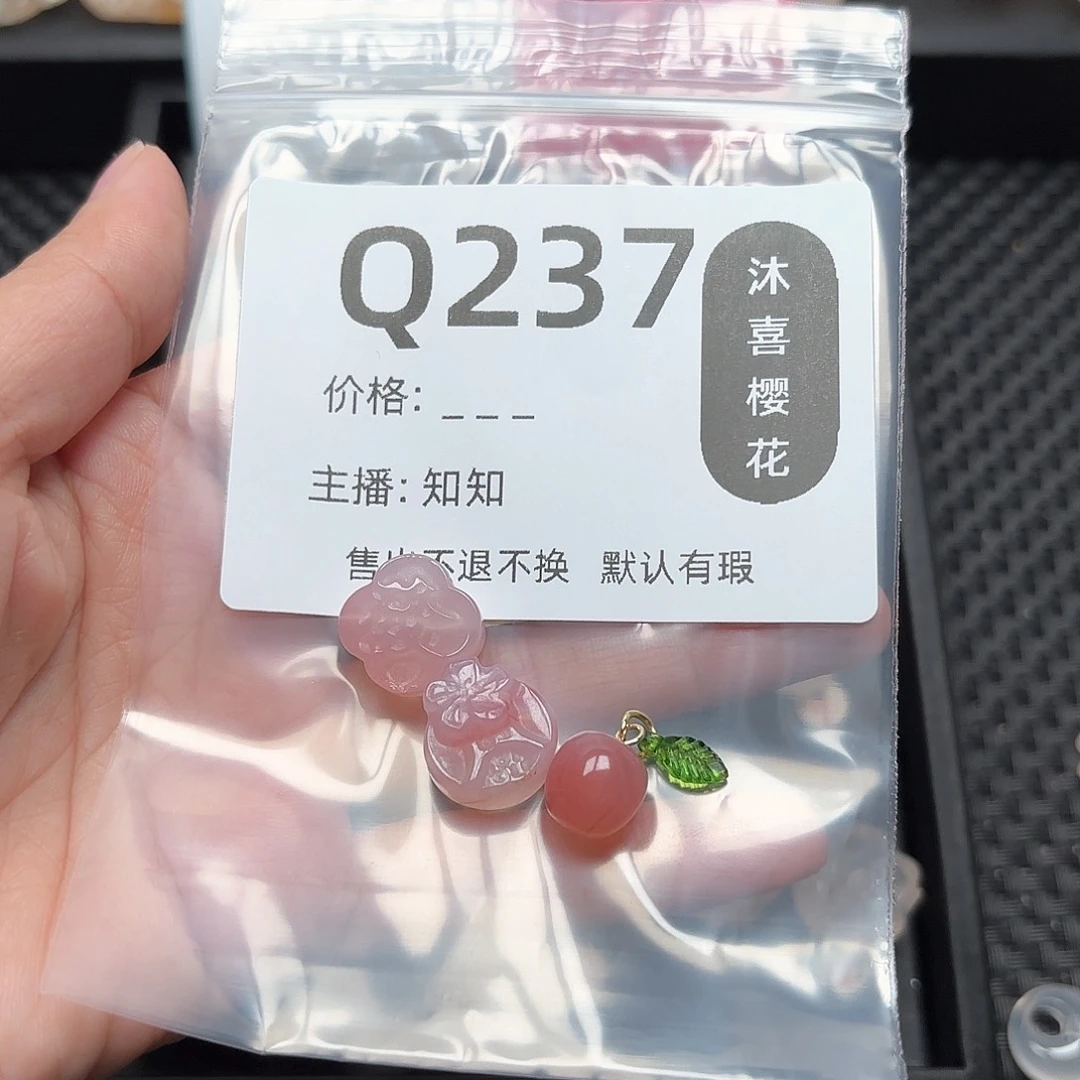 Q237
沐喜樱花
价格: _ _ _
主播: 知知
售出不退不换 默认有瑕